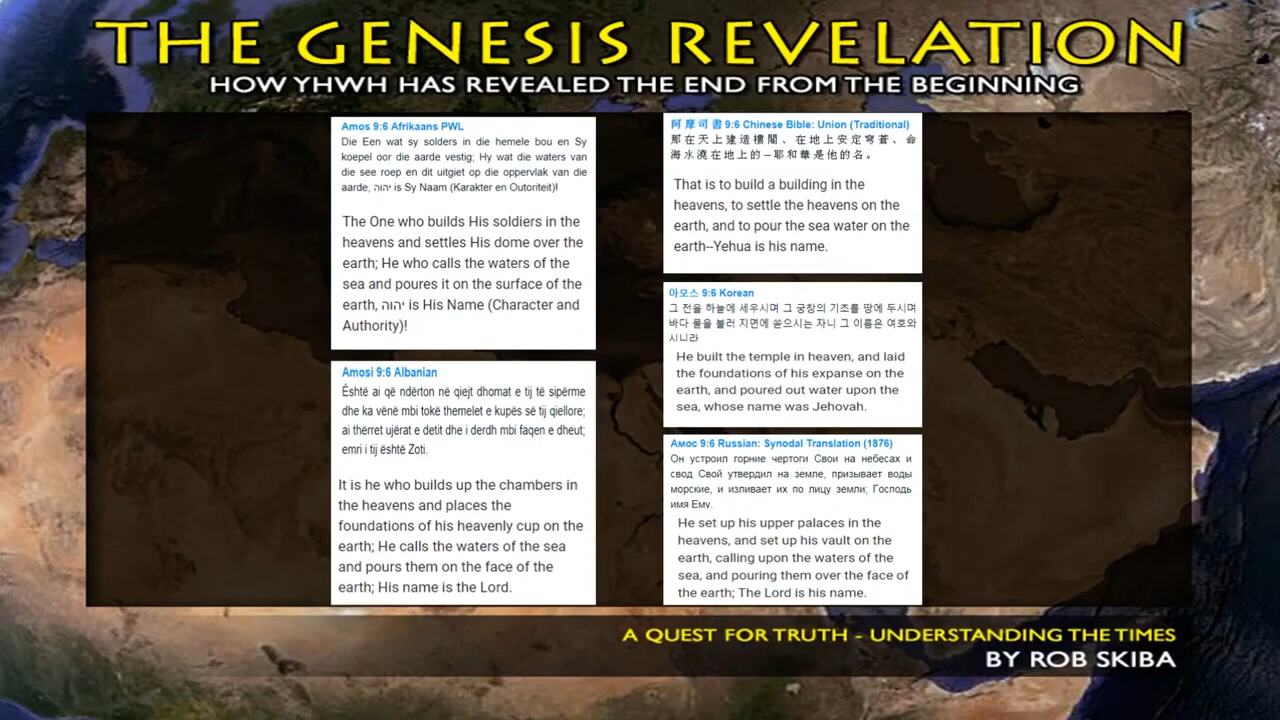 THE GENESIS REVELATION
HOW YHWH HAS REVEALED THE END FROM THE BEGINNING
Amos 9:6 Afrikaans PWL
Die Een wat sy solders in die hemele bou en Sy
koepel oor die aarde vestig; Hy wat die waters van
die see roep en dit uitgiet op die oppervlak van die
aarde, יהוה is Sy Naam (Karakter en Outoriteit)!
The One who builds His soldiers in the
heavens and settles His dome over the
earth; He who calls the waters of the
sea and poures it on the surface of the
earth, יהוה is His Name (Character and
Authority)!
Amosi 9:6 Albanian
Është ai që ndërton në qiejt dhomat e tij të sipërme
dhe ka vënë mbi tokë themelet e kupës së tij qiellore;
ai thërret ujërat e detit dhe i derdh mbi faqen e dheut;
emri i tij është Zoti.
It is he who builds up the chambers in
the heavens and places the
foundations of his heavenly cup on the
earth; He calls the waters of the sea
and pours them on the face of the
earth; His name is the Lord.
阿摩司書 9:6 Chinese Bible: Union (Traditional)
那在天上建造樓閣、在地上安定穹蒼、命
海水澆在地上的─耶和華是他的名。
That is to build a building in the
heavens, to settle the heavens on the
earth, and to pour the sea water on the
earth--Yehua is his name.
아모스 9:6 Korean
그 전을 하늘에 세우시며 그 궁창의 기초를 땅에 두시며
바다 물을 불러 지면에 쏟으시는 자니 그 이름은 여호와
시니라
He built the temple in heaven, and laid
the foundations of his expanse on the
earth, and poured out water upon the
sea, whose name was Jehovah.
Амос 9:6 Russian: Synodal Translation (1876)
Он устроил горние чертоги Свои на небесах и
свод Свой утвердил на земле, призывает воды
морские, и изливает их по лицу земли; Господь
имя Ему.
He set up his upper palaces in the
heavens, and set up his vault on the
earth, calling upon the waters of the
sea, and pouring them over the face of
the earth; The Lord is his name.
A QUEST FOR TRUTH - UNDERSTANDING THE TIMES
BY ROB SKIBA